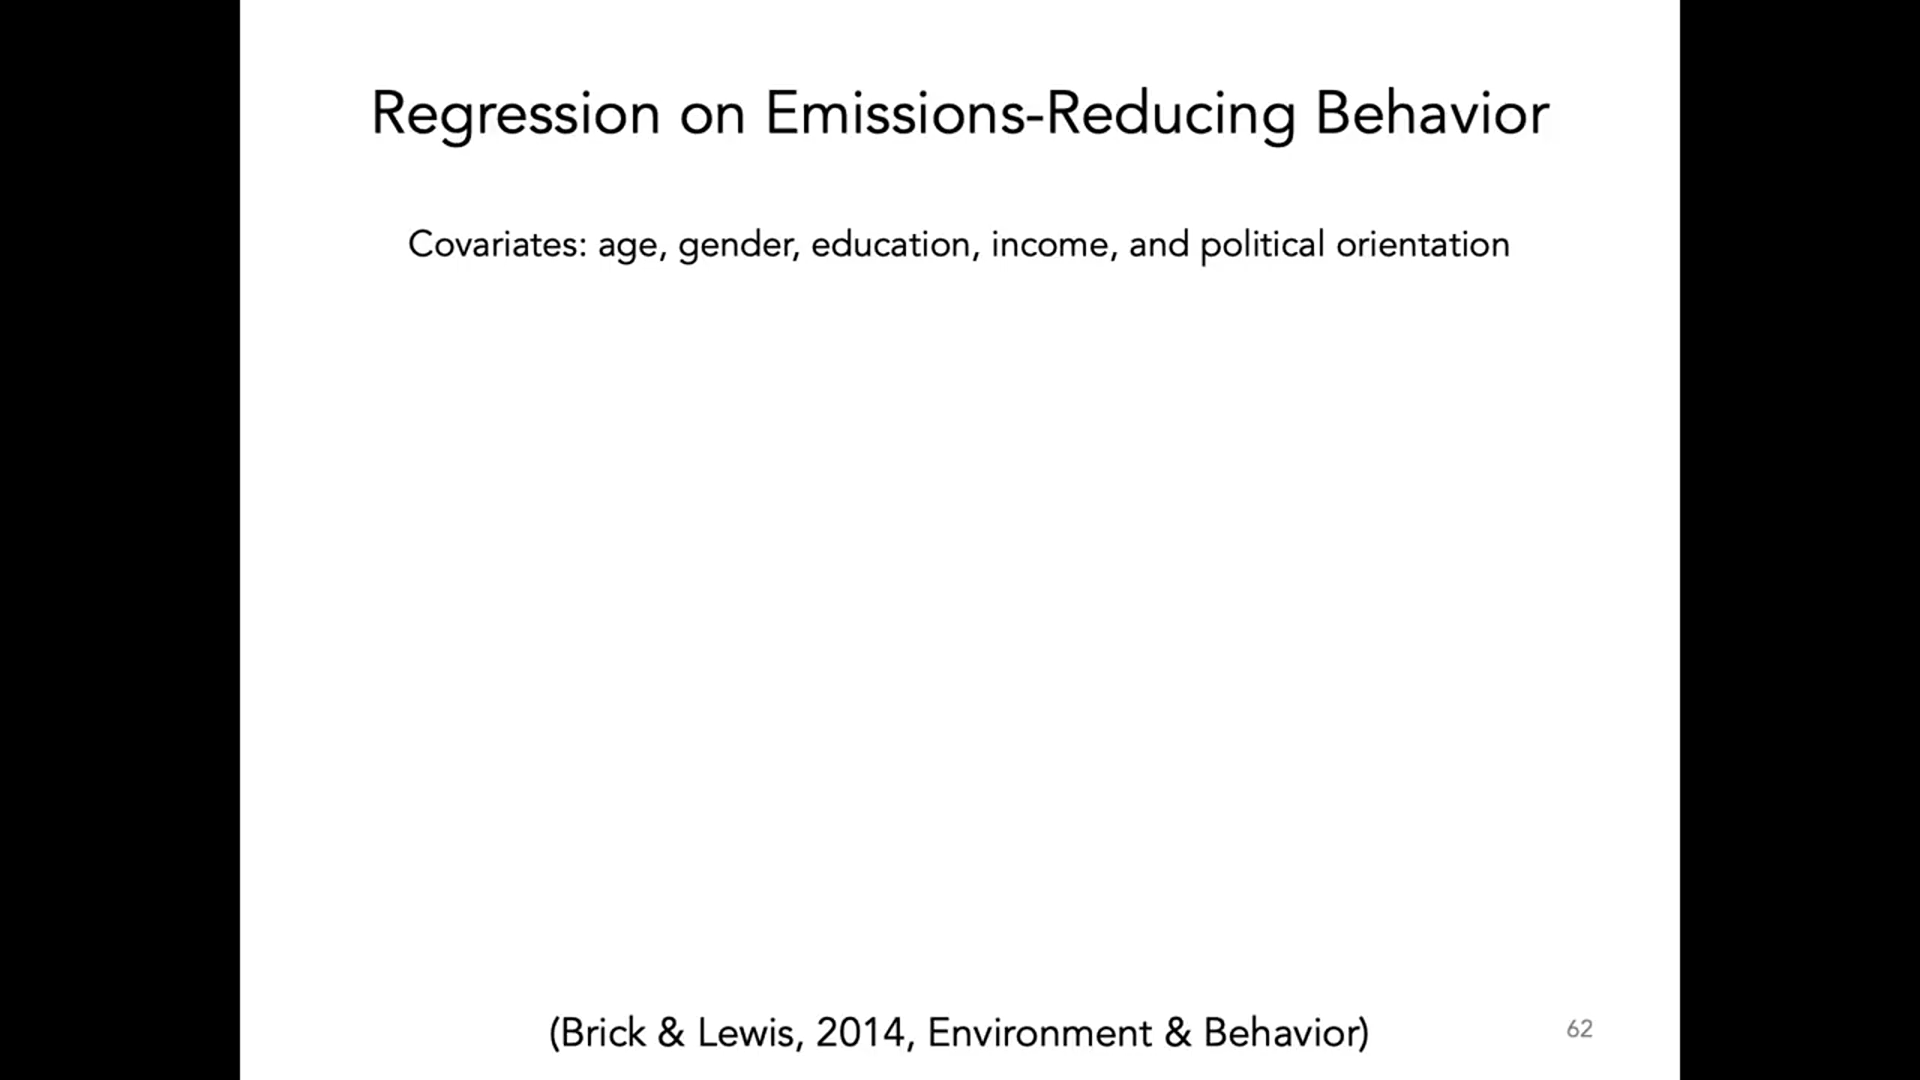 Regression on Emissions-Reducing Behavior
Covariates: age, gender, education, income, and political orientation
(Brick & Lewis, 2014, Environment & Behavior)
62